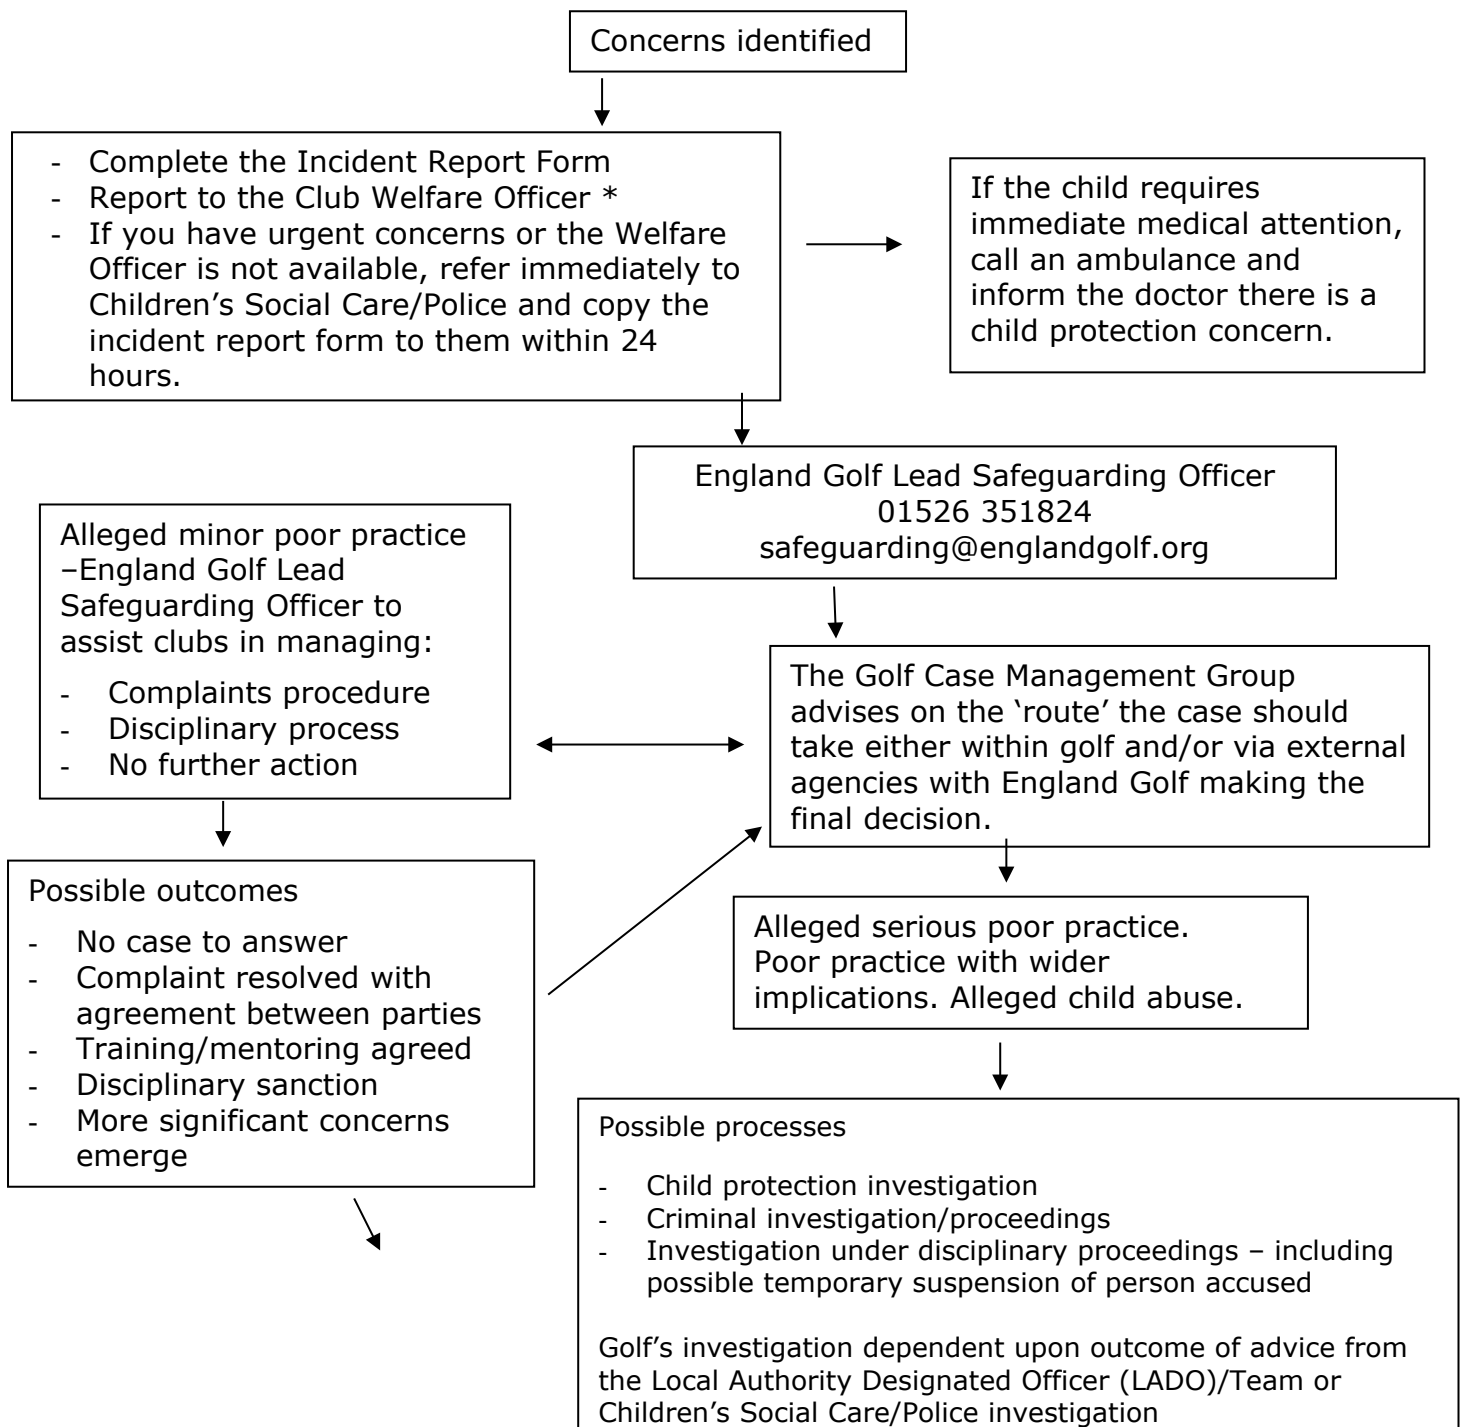 Concerns identified
- Complete the Incident Report Form
- Report to the Club Welfare Officer *
- If you have urgent concerns or the Welfare
Officer is not available, refer immediately to
Children’s Social Care/Police and copy the
incident report form to them within 24
hours.
If the child requires
immediate medical attention,
call an ambulance and
inform the doctor there is a
child protection concern.
England Golf Lead Safeguarding Officer
01526 351824
safeguarding@englandgolf.org
Alleged minor poor practice
–England Golf Lead
Safeguarding Officer to
assist clubs in managing:
- Complaints procedure
- Disciplinary process
- No further action
The Golf Case Management Group
advises on the ‘route’ the case should
take either within golf and/or via external
agencies with England Golf making the
final decision.
Possible outcomes
- No case to answer
- Complaint resolved with
agreement between parties
- Training/mentoring agreed
- Disciplinary sanction
- More significant concerns
emerge
Alleged serious poor practice.
Poor practice with wider
implications. Alleged child abuse.
Possible processes
- Child protection investigation
- Criminal investigation/proceedings
- Investigation under disciplinary proceedings – including
possible temporary suspension of person accused
Golf’s investigation dependent upon outcome of advice from
the Local Authority Designated Officer (LADO)/Team or
Children’s Social Care/Police investigation